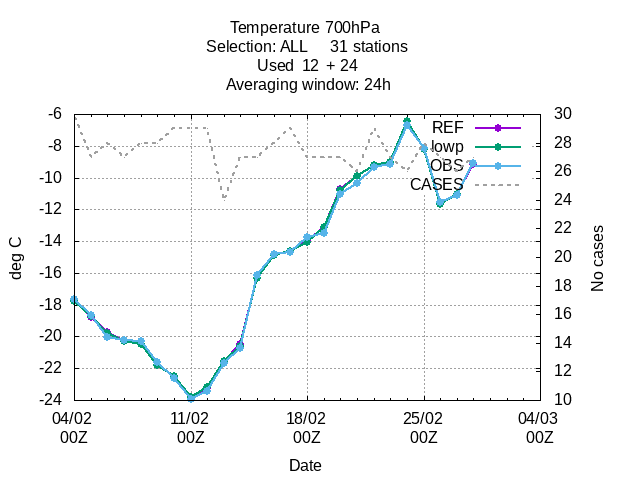 Temperature 700hPa
Selection: ALL 31 stations
Used 12 + 24
Averaging window: 24h
-6
-8
-10
-12
-14
-16
-18
-20
-22
-24
30
28
26
24
22
20
18
16
14
12
10
REF
lowp
OBS
CASES
deg C
No cases
04/02 11/02 18/02 25/02 04/03
00Z 00Z 00Z 00Z 00Z
Date